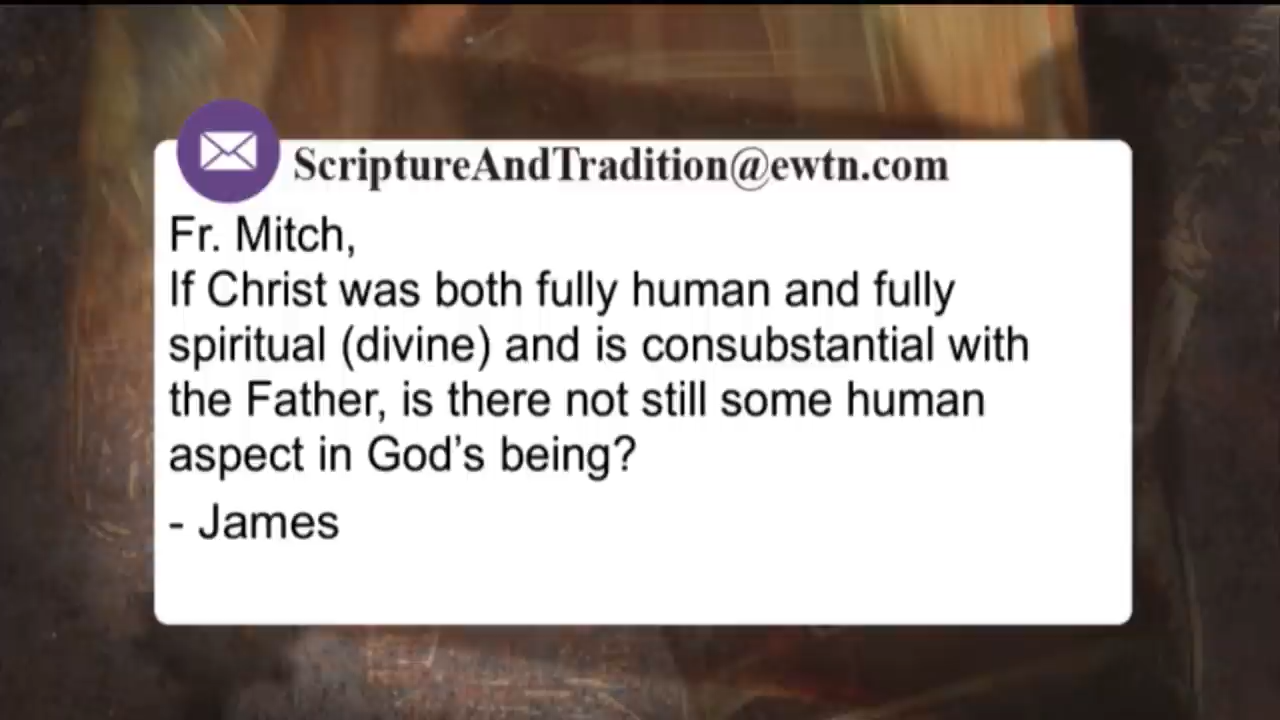 ScriptureAndTradition@ewtn.com
Fr. Mitch,
If Christ was both fully human and fully
spiritual (divine) and is consubstantial with
the Father, is there not still some human
aspect in God’s being?
- James